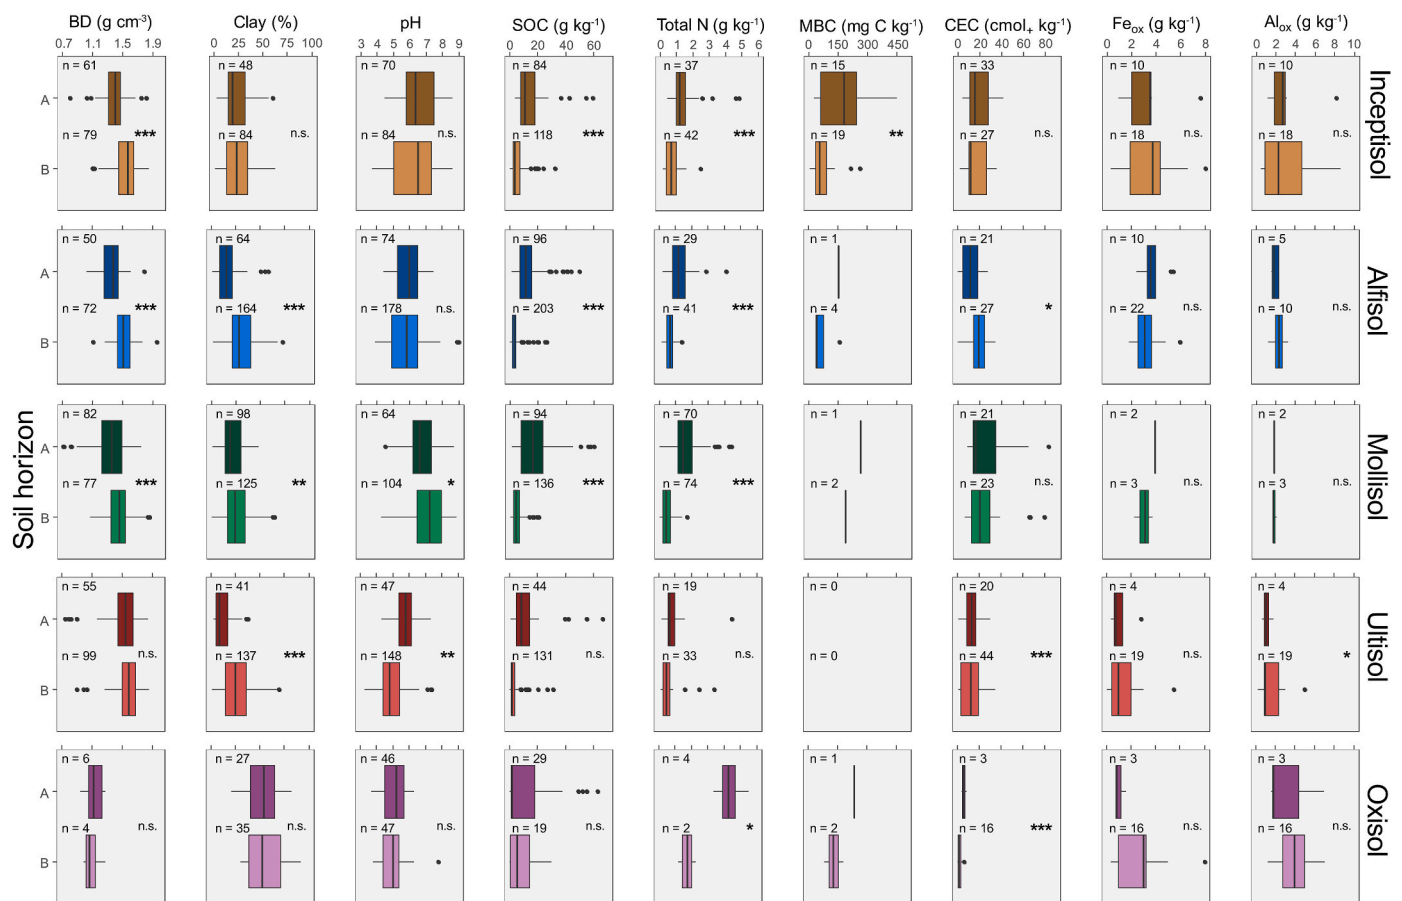 BD (g cm-3) Clay (%) pH SOC (g kg-1) Total N (g kg-1) MBC (mg C kg-1) CEC (cmol+ kg-1) Feox (g kg-1) Alox (g kg-1)
0.7 1.1 1.5 1.9 0 25 50 75 100 3 4 5 6 7 8 9 0 20 40 60 0 1 2 3 4 5 6 0 150 300 450 0 20 40 60 80 0 2 4 6 8 0 2 4 6 8 10
n = 61 n = 48 n = 70 n = 84 n = 37 n = 15 n = 33 n = 10 n = 10
A
n = 79 *** n = 84 n.s. n = 84 n.s. n = 118 *** n = 42 *** n = 19 ** n = 27 n.s. n = 18 n.s. n = 18 n.s.
B
Inceptisol
n = 50 n = 64 n = 74 n = 96 n = 29 n = 1 n = 21 n = 10 n = 5
A
n = 72 *** n = 164 *** n = 178 n.s. n = 203 *** n = 41 *** n = 4 n = 27 * n = 22 n.s. n = 10 n.s.
B
Alfisol
Soil horizon
n = 82 n = 98 n = 64 n = 94 n = 70 n = 1 n = 21 n = 2 n = 2
A
n = 77 *** n = 125 ** n = 104 * n = 136 *** n = 74 *** n = 2 n = 23 n.s. n = 3 n.s. n = 3 n.s.
B
Mollisol
n = 55 n = 41 n = 47 n = 44 n = 19 n = 0 n = 20 n = 4 n = 4
A
n = 99 n.s. n = 137 *** n = 148 ** n = 131 n.s. n = 33 n.s. n = 0 n = 44 *** n = 19 n.s. n = 19 *
B
Ultisol
n = 6 n = 27 n = 46 n = 29 n = 4 n = 1 n = 3 n = 3 n = 3
A
n = 4 n.s. n = 35 n.s. n = 47 n.s. n = 19 n.s. n = 2 * n = 2 n = 16 *** n = 16 n.s. n = 16 n.s.
B
Oxisol